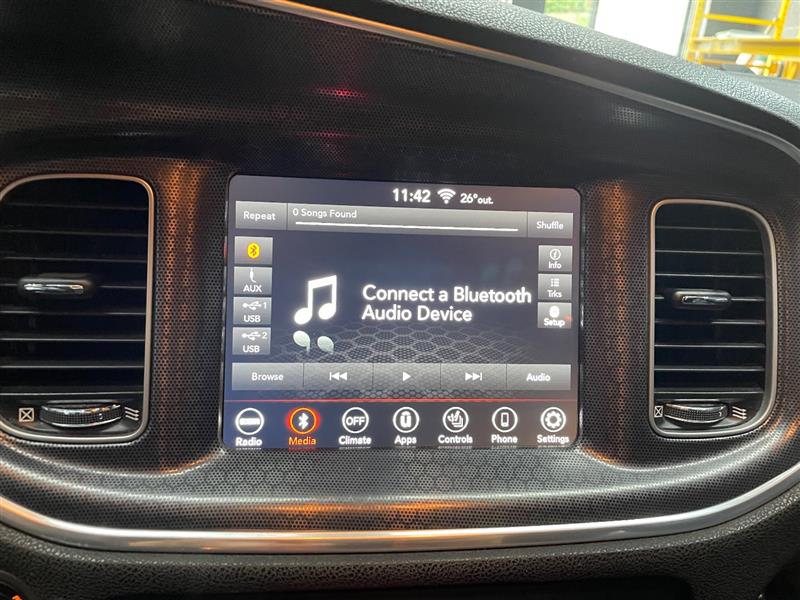 11:42 26°out.
Repeat 0 Songs Found Shuffle
Info
AUX Trks
1
USB Setup
2
USB
Connect a Bluetooth
Audio Device
Browse Audio
OFF
Radio Media Climate Apps Controls Phone Settings